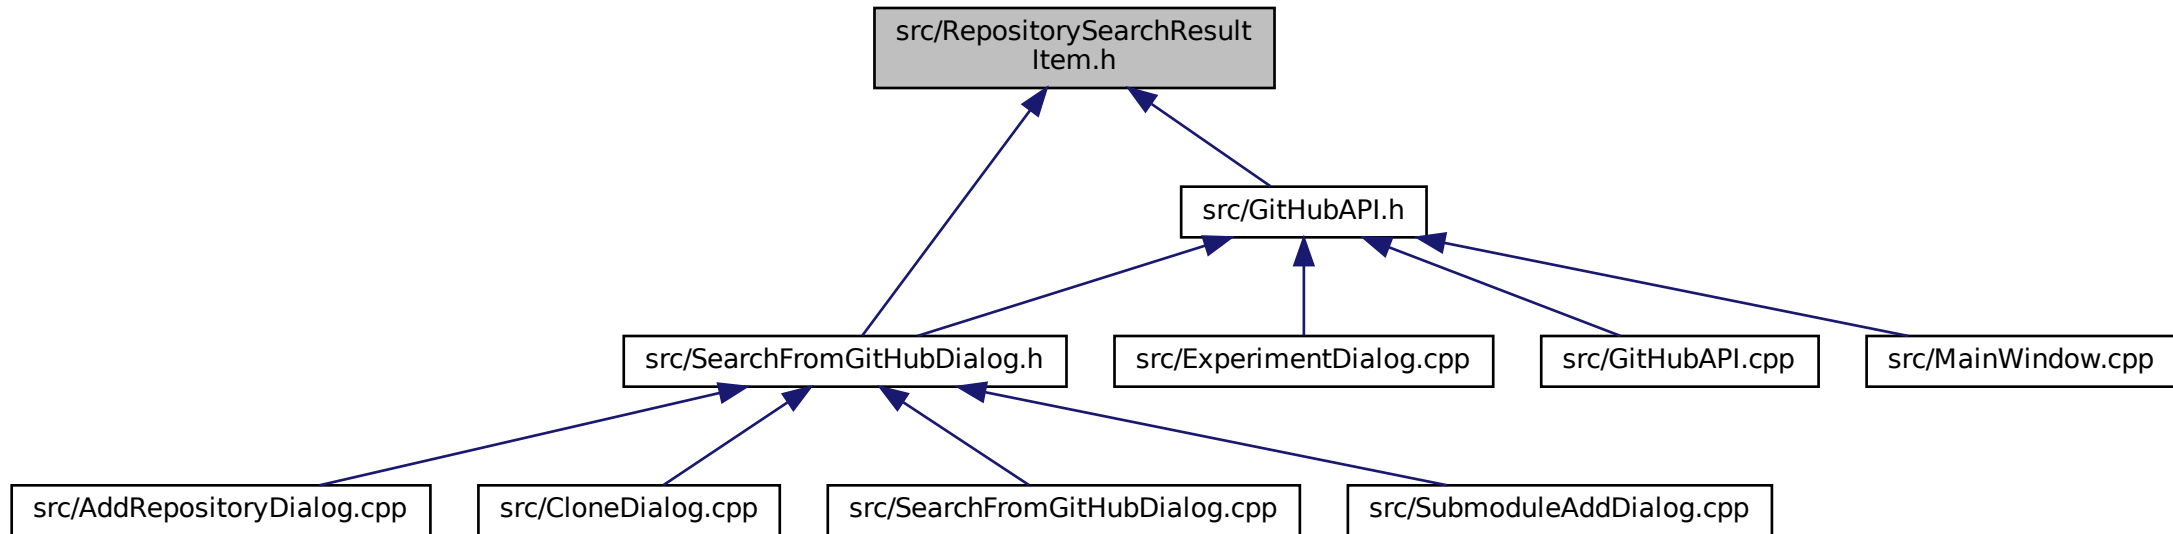 src/RepositorySearchResult
Item.h
src/GitHubAPI.h
src/SearchFromGitHubDialog.h
src/ExperimentDialog.cpp
src/GitHubAPI.cpp
src/MainWindow.cpp
src/AddRepositoryDialog.cpp
src/CloneDialog.cpp
src/SearchFromGitHubDialog.cpp
src/SubmoduleAddDialog.cpp